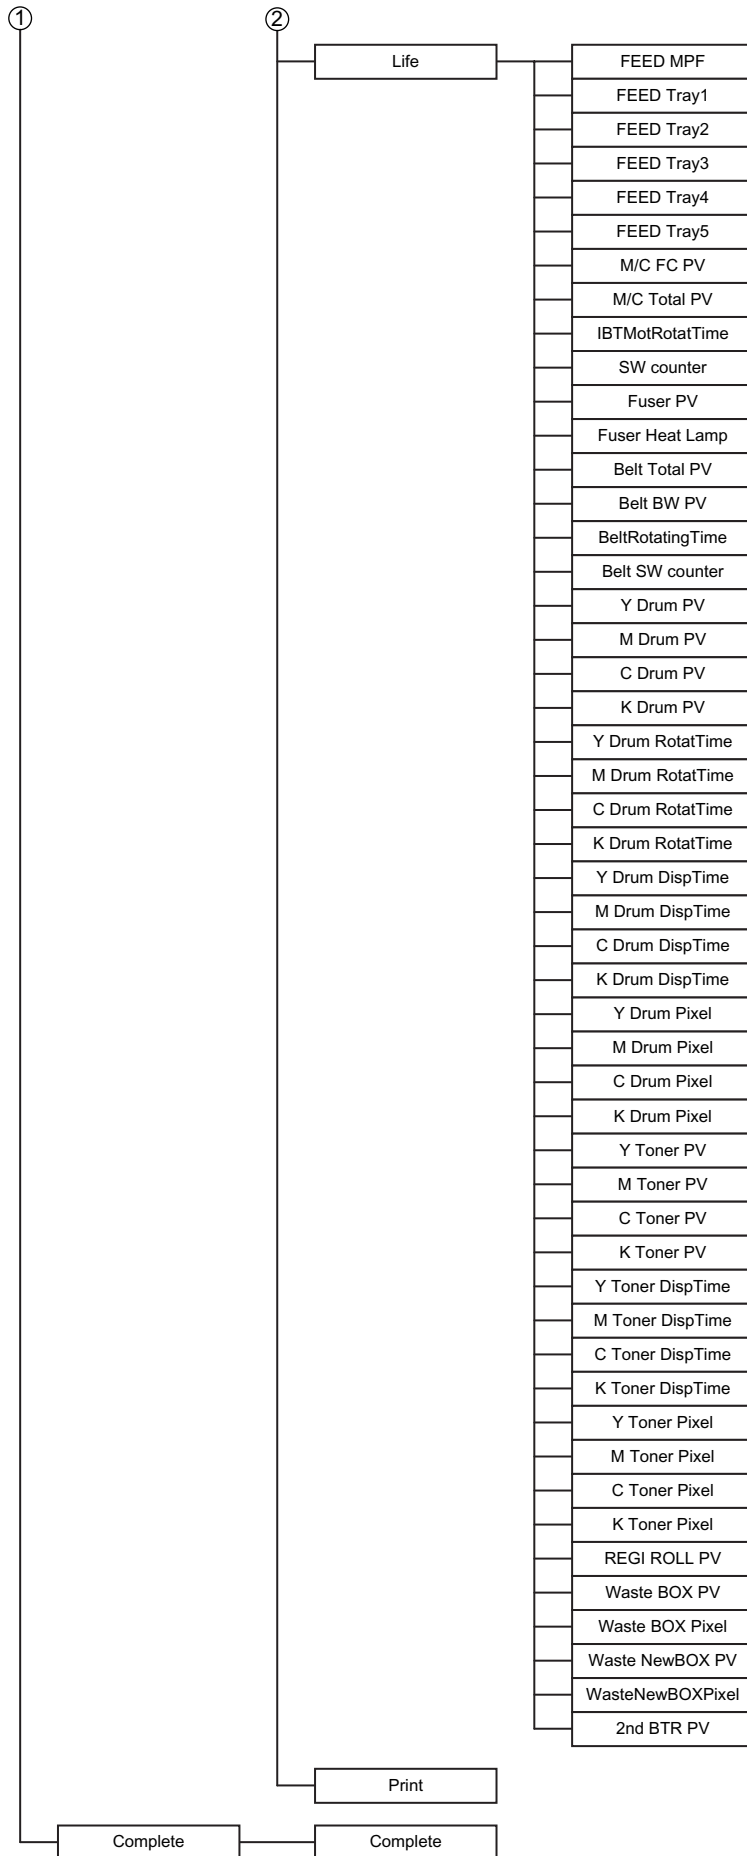 ① ②
Life
FEED MPF
FEED Tray1
FEED Tray2
FEED Tray3
FEED Tray4
FEED Tray5
M/C FC PV
M/C Total PV
IBTMotRotatTime
SW counter
Fuser PV
Fuser Heat Lamp
Belt Total PV
Belt BW PV
BeltRotatingTime
Belt SW counter
Y Drum PV
M Drum PV
C Drum PV
K Drum PV
Y Drum RotatTime
M Drum RotatTime
C Drum RotatTime
K Drum RotatTime
Y Drum DispTime
M Drum DispTime
C Drum DispTime
K Drum DispTime
Y Drum Pixel
M Drum Pixel
C Drum Pixel
K Drum Pixel
Y Toner PV
M Toner PV
C Toner PV
K Toner PV
Y Toner DispTime
M Toner DispTime
C Toner DispTime
K Toner DispTime
Y Toner Pixel
M Toner Pixel
C Toner Pixel
K Toner Pixel
REGI ROLL PV
Waste BOX PV
Waste BOX Pixel
Waste NewBOX PV
WasteNewBOXPixel
2nd BTR PV
Print
Complete
Complete